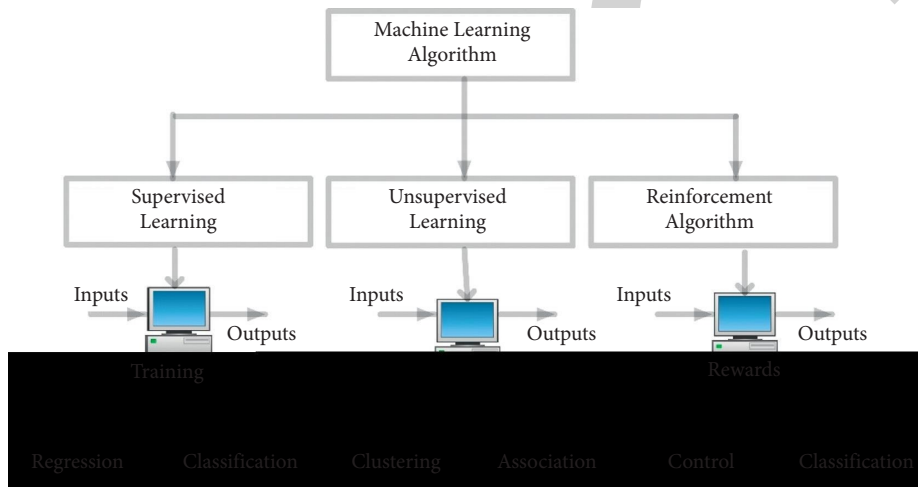 Machine Learning
Algorithm
Supervised
Learning
Unsupervised
Learning
Reinforcement
Algorithm
Inputs
Outputs
Inputs
Outputs
Inputs
Outputs
Training
Rewards
Regression
Classification
Clustering
Association
Control
Classification